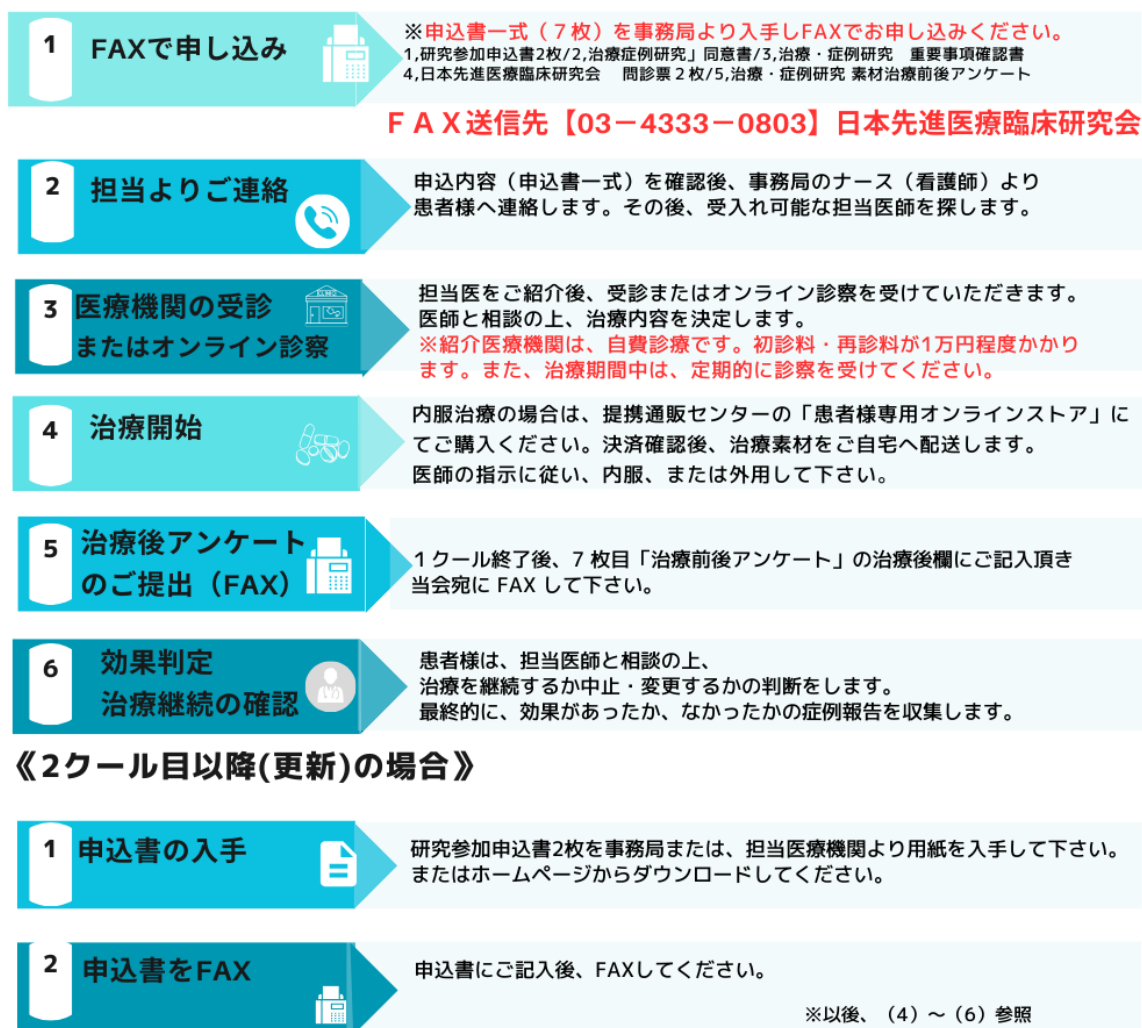 1
FAXで申し込み
※申込書一式（７枚）を事務局より入手しFAXでお申し込みください。
1,研究参加申込書2枚/2,治療症例研究」同意書/3,治療・症例研究　重要事項確認書
4,日本先進医療臨床研究会　問診票２枚/5,治療・症例研究 素材治療前後アンケート
ＦＡＸ送信先【03－4333－0803】日本先進医療臨床研究会
2
担当よりご連絡
申込内容（申込書一式）を確認後、事務局のナース（看護師）より
患者様へ連絡します。その後、受入れ可能な担当医師を探します。
3
医療機関の受診
またはオンライン診察
CLINIC
担当医をご紹介後、受診またはオンライン診察を受けていただきます。
医師と相談の上、治療内容を決定します。
※紹介医療機関は、自費診療です。初診料・再診料が1万円程度かかり
ます。また、治療期間中は、定期的に診察を受けてください。
4
治療開始
内服治療の場合は、提携通販センターの「患者様専用オンラインストア」に
てご購入ください。決済確認後、治療素材をご自宅へ配送します。
医師の指示に従い、内服、または外用して下さい。
5
治療後アンケート
のご提出（FAX）
1 クール終了後、7 枚目「治療前後アンケート」の治療後欄にご記入頂き
当会宛に FAX して下さい。
6
効果判定
治療継続の確認
患者様は、担当医師と相談の上、
治療を継続するか中止・変更するかの判断をします。
最終的に、効果があったか、なかったかの症例報告を収集します。
《2クール目以降(更新)の場合》
1
申込書の入手
研究参加申込書2枚を事務局または、担当医療機関より用紙を入手して下さい。
またはホームページからダウンロードしてください。
2
申込書をFAX
申込書にご記入後、FAXしてください。
※以後、（4）～（6）参照